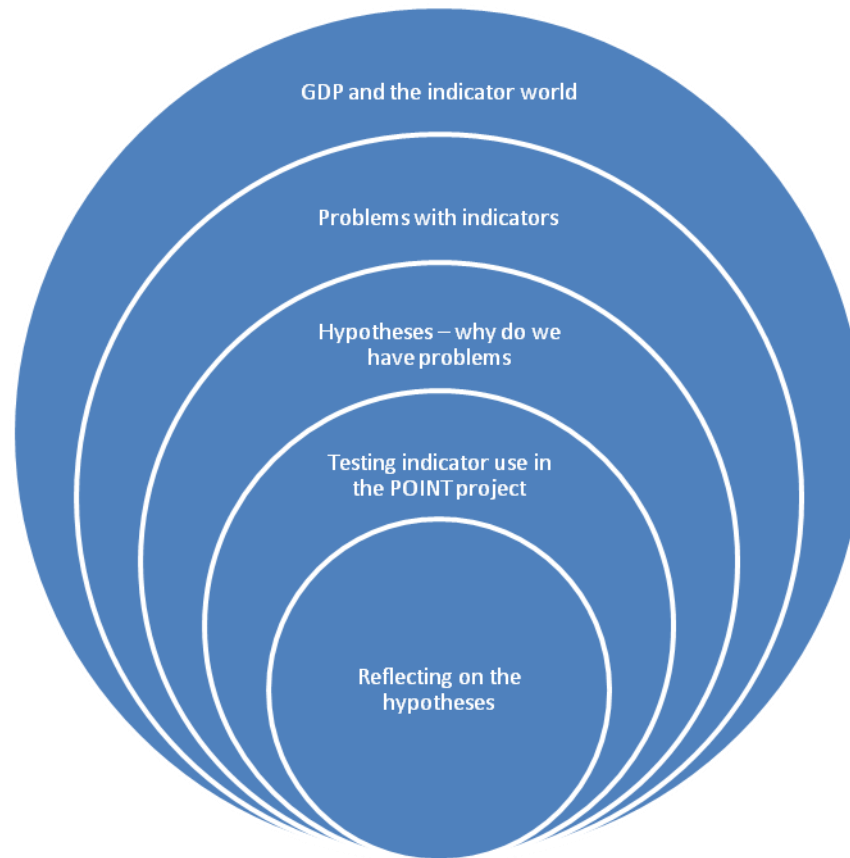 GDP and the indicator world
Problems with indicators
Hypotheses – why do we
have problems
Testing indicator use in
the POINT project
Reflecting on the
hypotheses